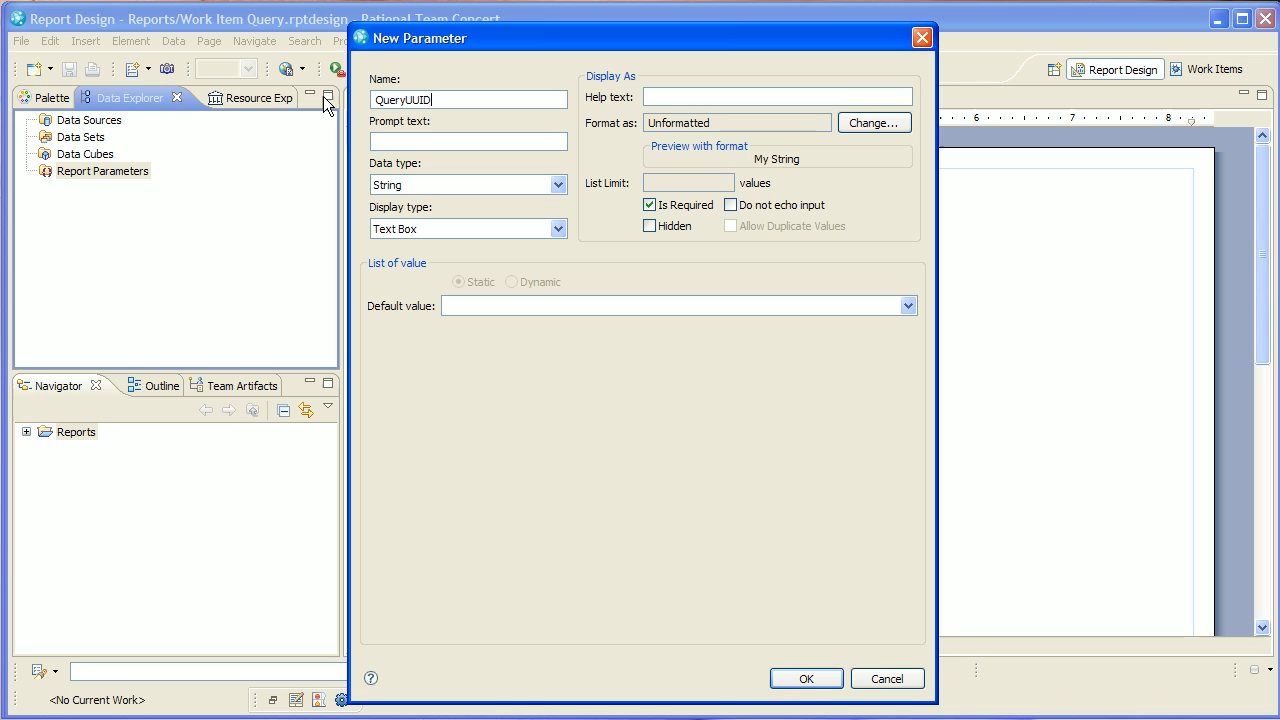 Report Design - Reports/Work Item Query.rptdesign - Rational Team Concert
File Edit Insert Element Data Page Navigate Search
New Parameter
Report Design Work Items
Palette Data Explorer Resource Exp
Data Sources
Data Sets
Data Cubes
Report Parameters
Navigator Outline Team Artifacts
Reports
<No Current Work>
Name:
QueryUUID
Prompt text:
Data type:
String
Display type:
Text Box
Display As
Help text:
Format as: Unformatted Change...
Preview with format
My String
List Limit: values
Is Required Do not echo input
Hidden Allow Duplicate Values
List of value
Static Dynamic
Default value:
OK Cancel
6 7 8